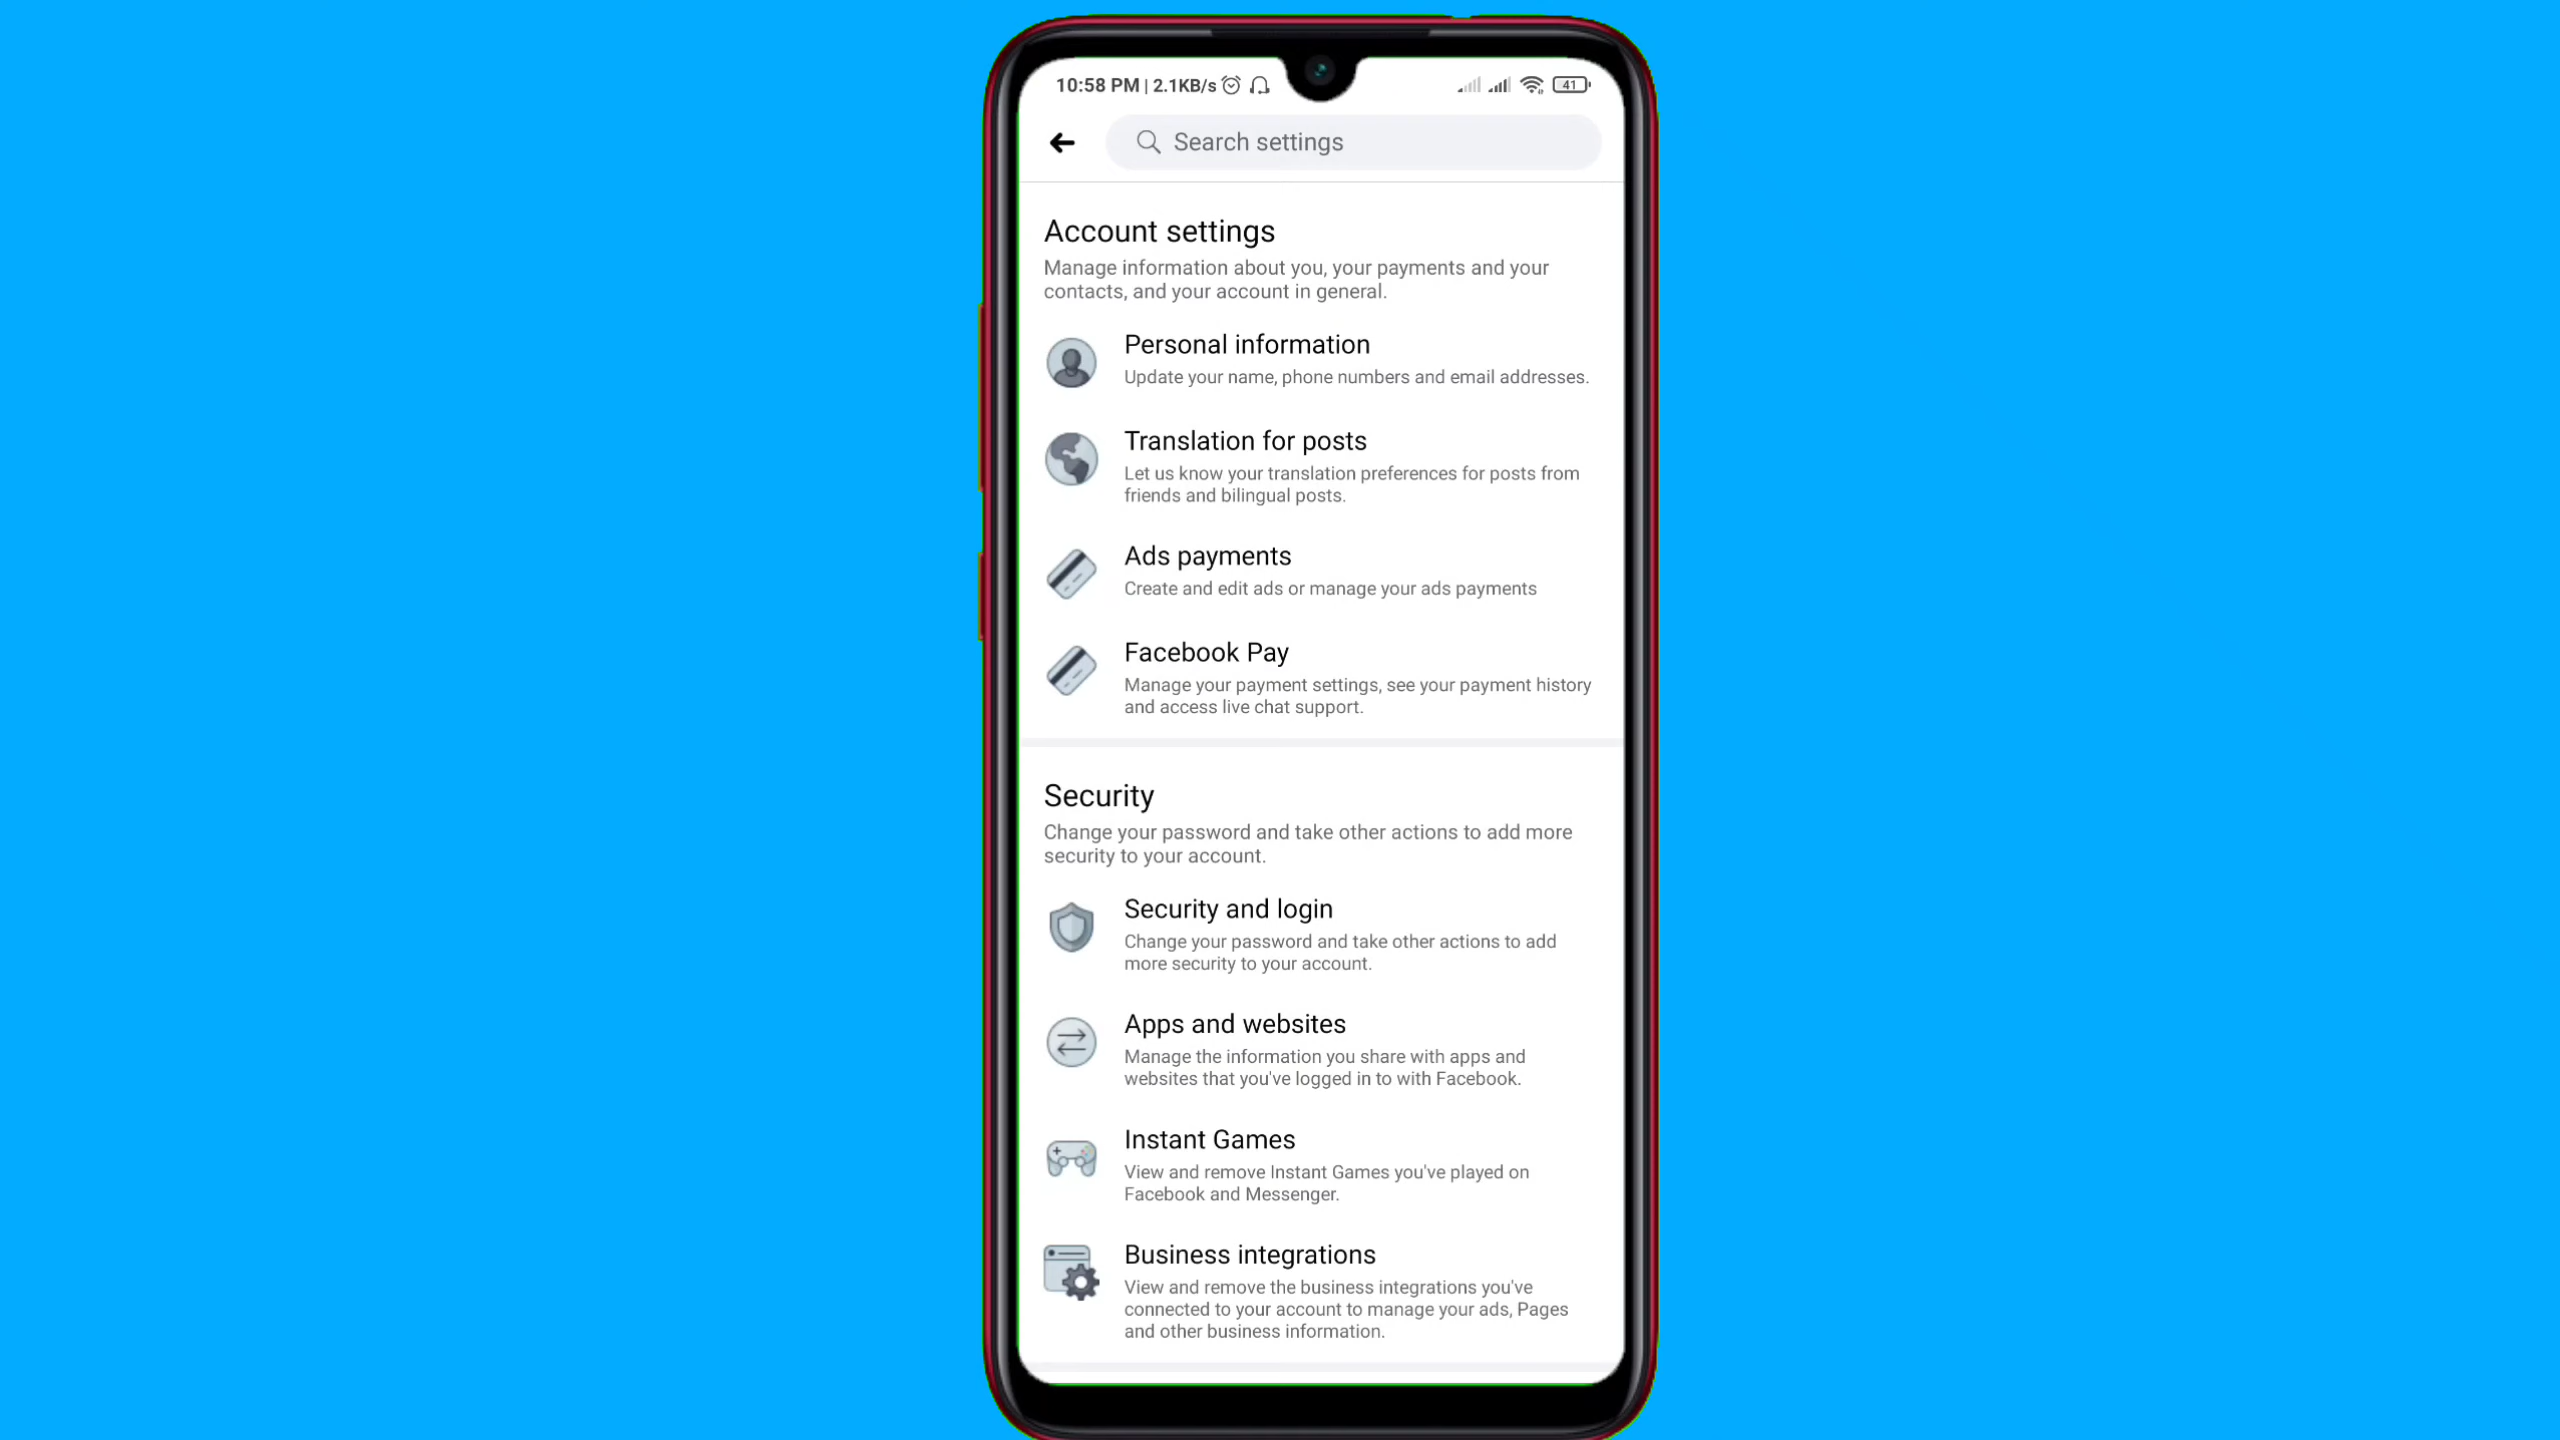 10:58 PM | 2.1KB/s
41
Search settings
Account settings
Manage information about you, your payments and your
contacts, and your account in general.
Personal information
Update your name, phone numbers and email addresses.
Translation for posts
Let us know your translation preferences for posts from
friends and bilingual posts.
Ads payments
Create and edit ads or manage your ads payments
Facebook Pay
Manage your payment settings, see your payment history
and access live chat support.
Security
Change your password and take other actions to add more
security to your account.
Security and login
Change your password and take other actions to add
more security to your account.
Apps and websites
Manage the information you share with apps and
websites that you've logged in to with Facebook.
Instant Games
View and remove Instant Games you've played on
Facebook and Messenger.
Business integrations
View and remove the business integrations you've
connected to your account to manage your ads, Pages
and other business information.